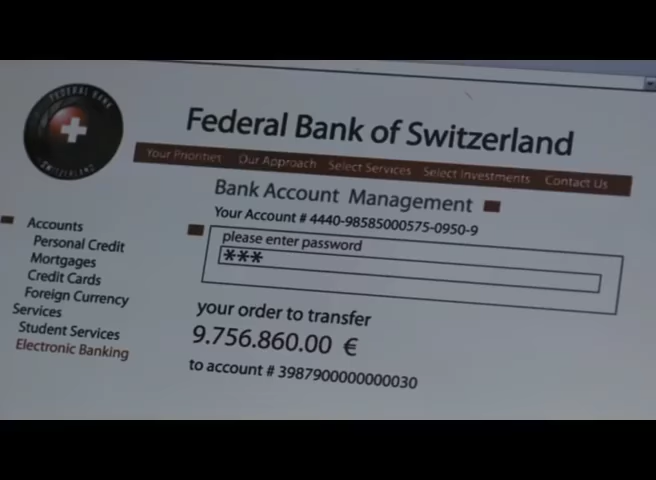 FEDERAL BANK
SWITZERLAND
Federal Bank of Switzerland
Your Priorities Our Approach Select Services Select Investments Contact Us
Bank Account Management
Your Account # 4440-98585000575-0950-9
please enter password
***
Accounts
Personal Credit
Mortgages
Credit Cards
Foreign Currency
Services
Student Services
Electronic Banking
your order to transfer
9.756.860.00 €
to account # 3987900000000030